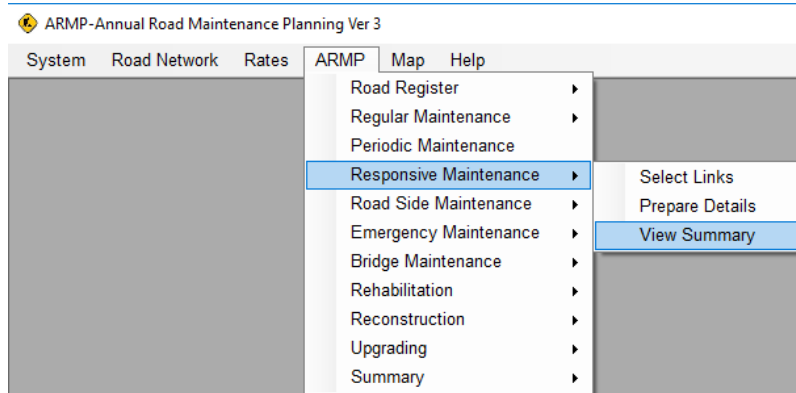 ARMP-Annual Road Maintenance Planning Ver 3
System Road Network Rates ARMP Map Help
Road Register
Regular Maintenance
Periodic Maintenance
Responsive Maintenance
Select Links
Road Side Maintenance
Prepare Details
Emergency Maintenance
View Summary
Bridge Maintenance
Rehabilitation
Reconstruction
Upgrading
Summary